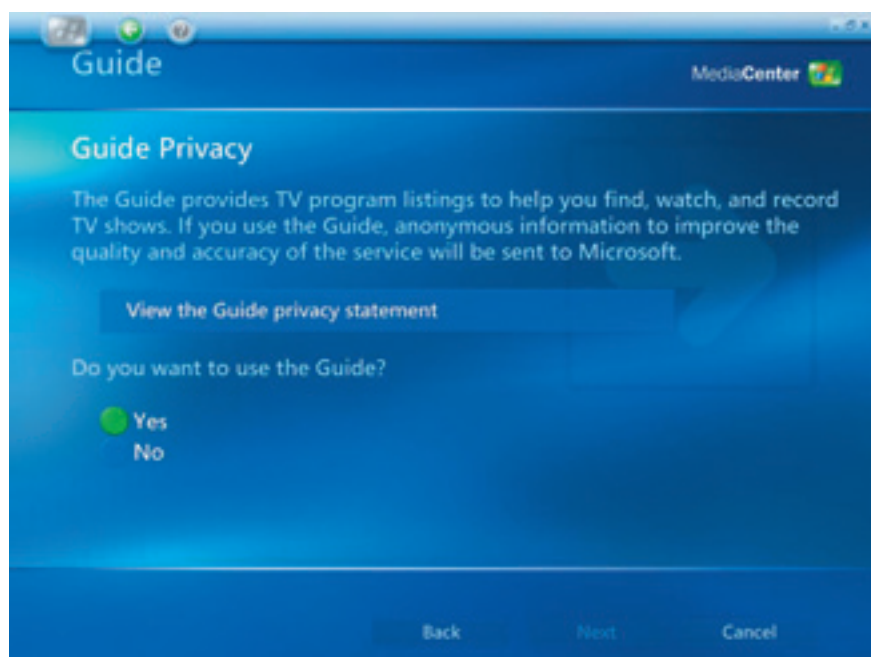 Guide
MediaCenter
Guide Privacy
The Guide provides TV program listings to help you find, watch, and record
TV shows. If you use the Guide, anonymous information to improve the
quality and accuracy of the service will be sent to Microsoft.
View the Guide privacy statement
Do you want to use the Guide?
Yes
No
Back Next Cancel